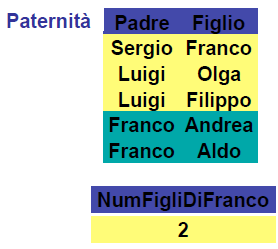 Paternità Padre Figlio
Sergio Franco
Luigi Olga
Luigi Filippo
Franco Andrea
Franco Aldo
NumFigliDiFranco
2